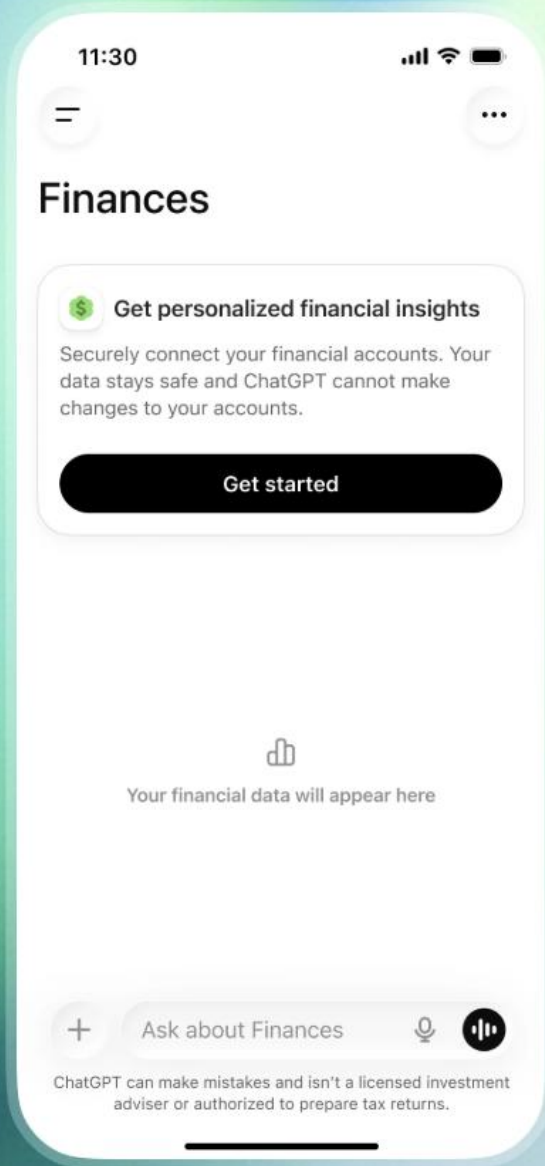 11:30
Finances
Get personalized financial insights
Securely connect your financial accounts. Your
data stays safe and ChatGPT cannot make
changes to your accounts.
Get started
Your financial data will appear here
Ask about Finances
ChatGPT can make mistakes and isn't a licensed investment
adviser or authorized to prepare tax returns.